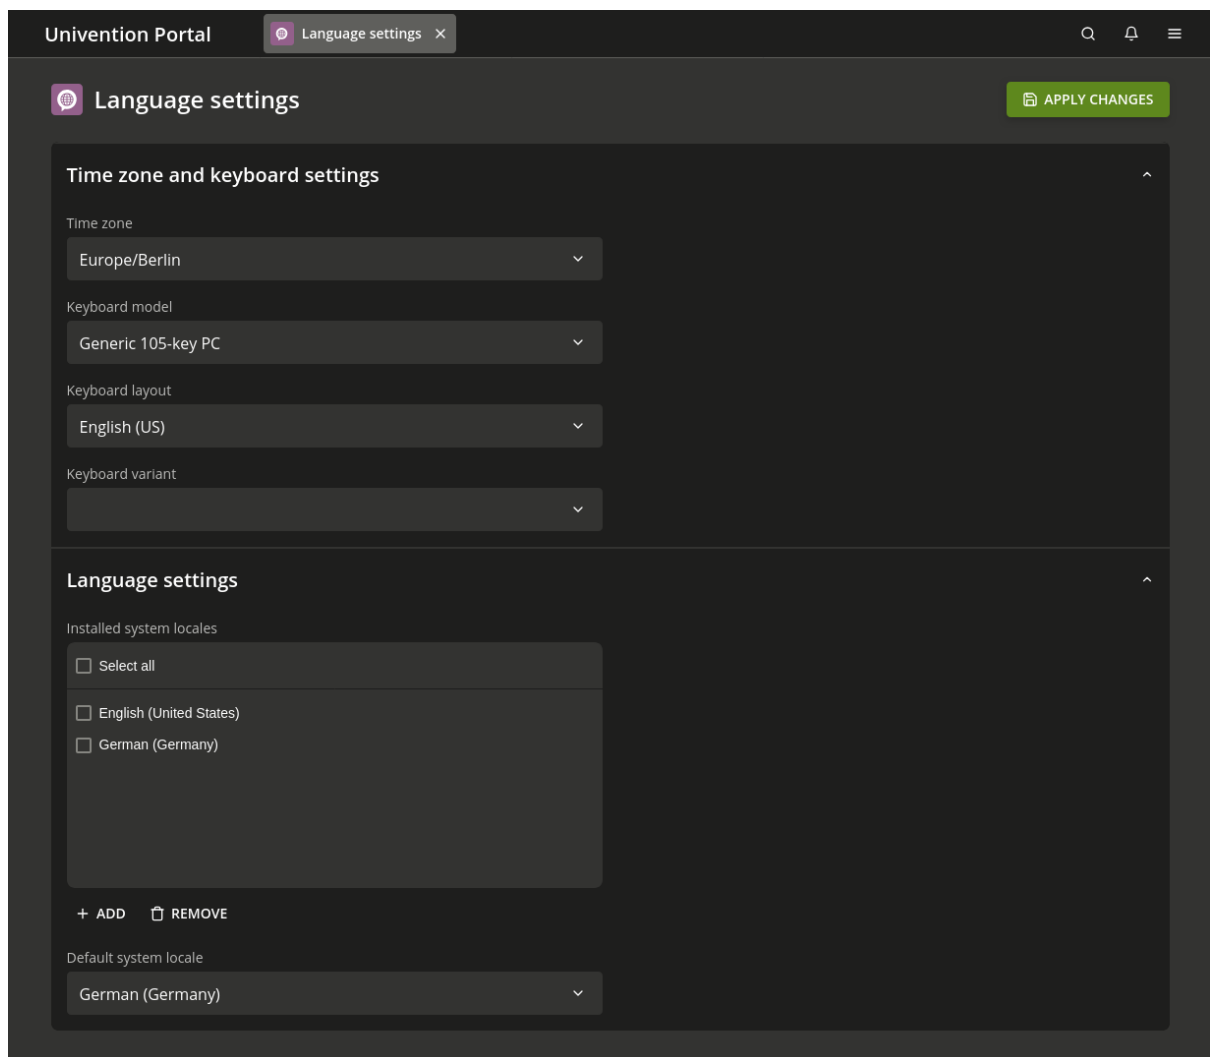 Univention Portal
Language settings
Language settings
APPLY CHANGES
Time zone and keyboard settings
Time zone
Europe/Berlin
Keyboard model
Generic 105-key PC
Keyboard layout
English (US)
Keyboard variant
Language settings
Installed system locales
Select all
English (United States)
German (Germany)
ADD
REMOVE
Default system locale
German (Germany)